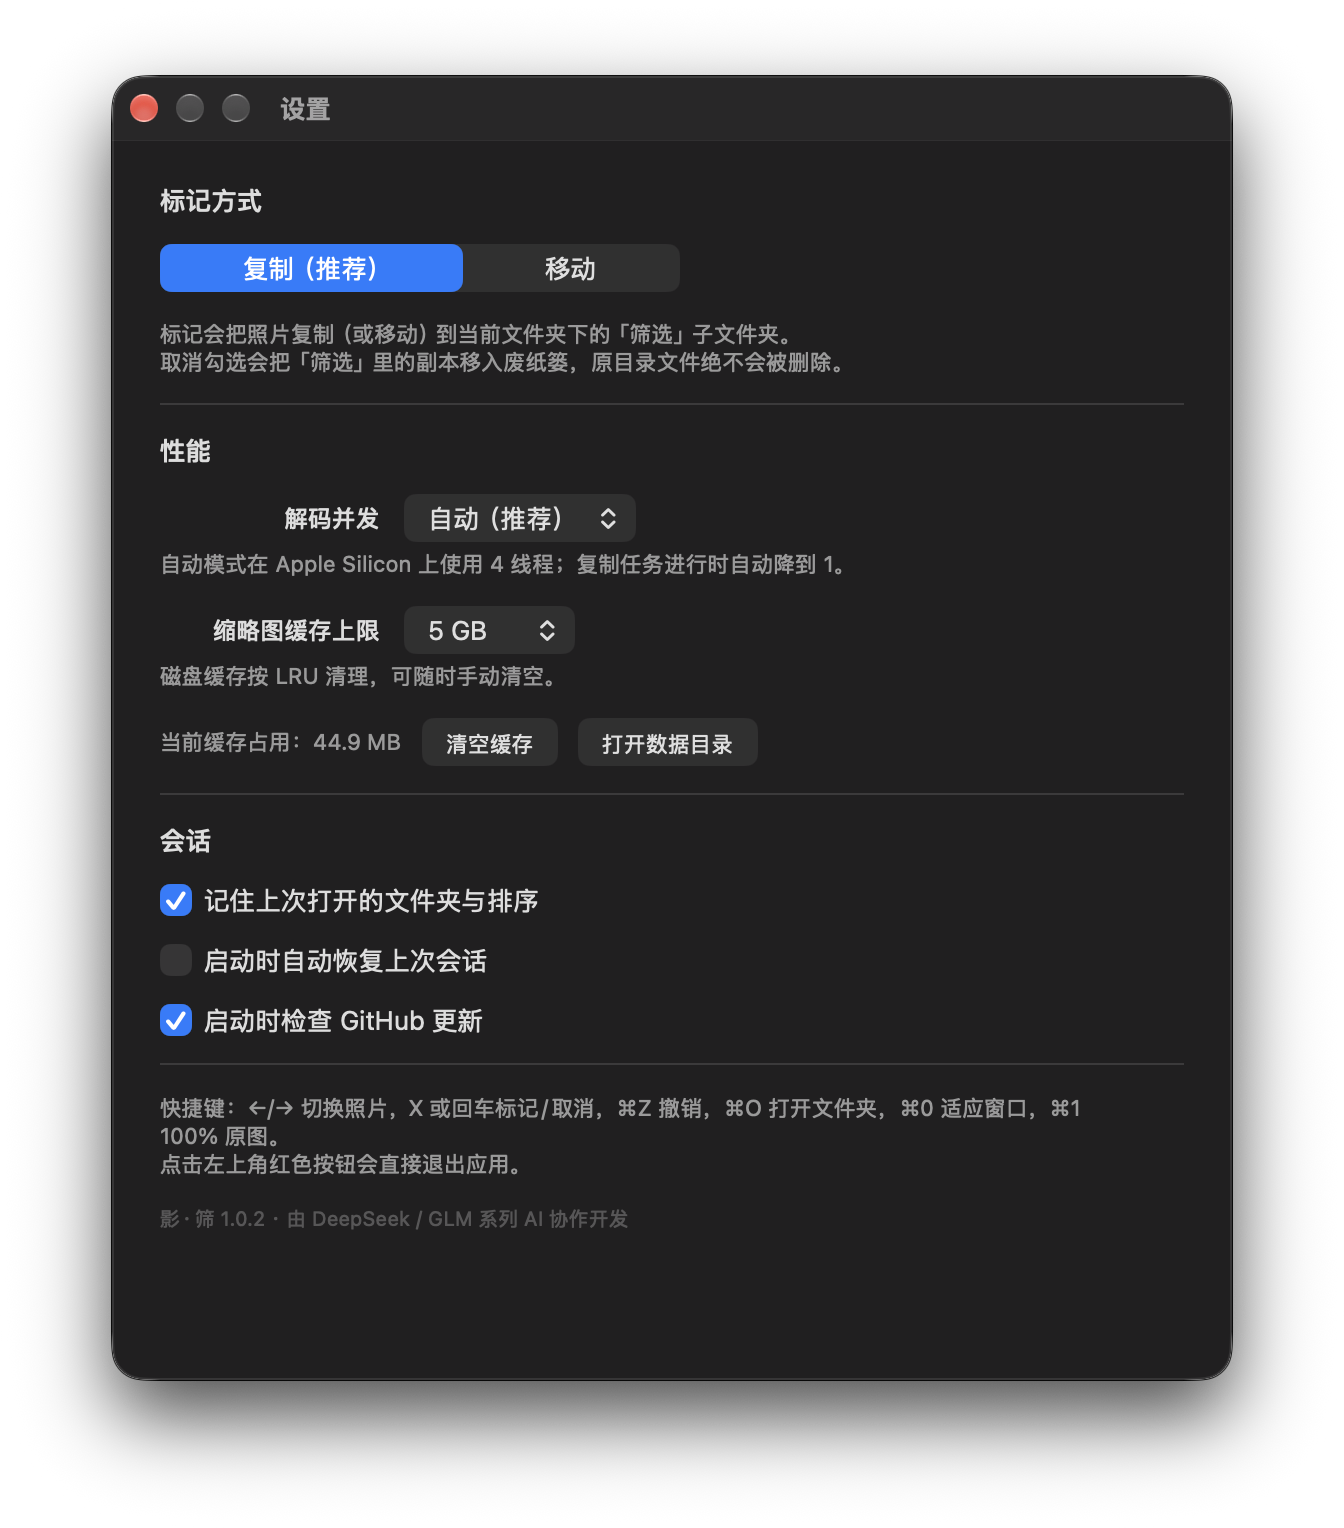 设置
标记方式
复制（推荐） 移动
标记会把照片复制（或移动）到当前文件夹下的「筛选」子文件夹。
取消勾选会把「筛选」里的副本移入废纸篓，原目录文件绝不会被删除。
性能
解码并发 自动（推荐）
自动模式在 Apple Silicon 上使用 4 线程；复制任务进行时自动降到 1。
缩略图缓存上限 5 GB
磁盘缓存按 LRU 清理，可随时手动清空。
当前缓存占用：44.9 MB 清空缓存 打开数据目录
会话
记住上次打开的文件夹与排序
启动时自动恢复上次会话
启动时检查 GitHub 更新
快捷键：←/→ 切换照片，X 或回车标记/取消，⌘Z 撤销，⌘O 打开文件夹，⌘0 适应窗口，⌘1
100% 原图。
点击左上角红色按钮会直接退出应用。
影·筛 1.0.2 · 由 DeepSeek / GLM 系列 AI 协作开发